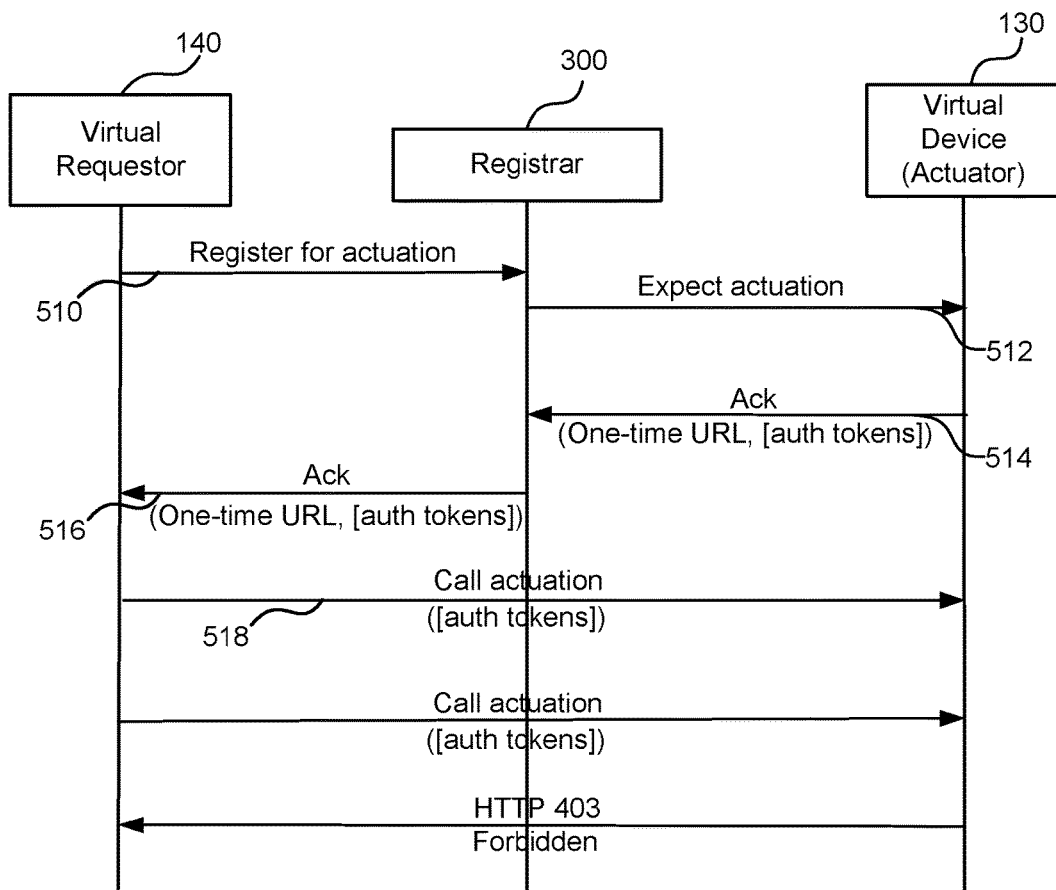 140
300
130
Virtual
Requestor
Registrar
Virtual
Device
(Actuator)
Register for actuation
510
Expect actuation
512
Ack
(One-time URL, [auth tokens])
514
Ack
(One-time URL, [auth tokens])
516
Call actuation
([auth tokens])
518
Call actuation
([auth tokens])
HTTP 403
Forbidden